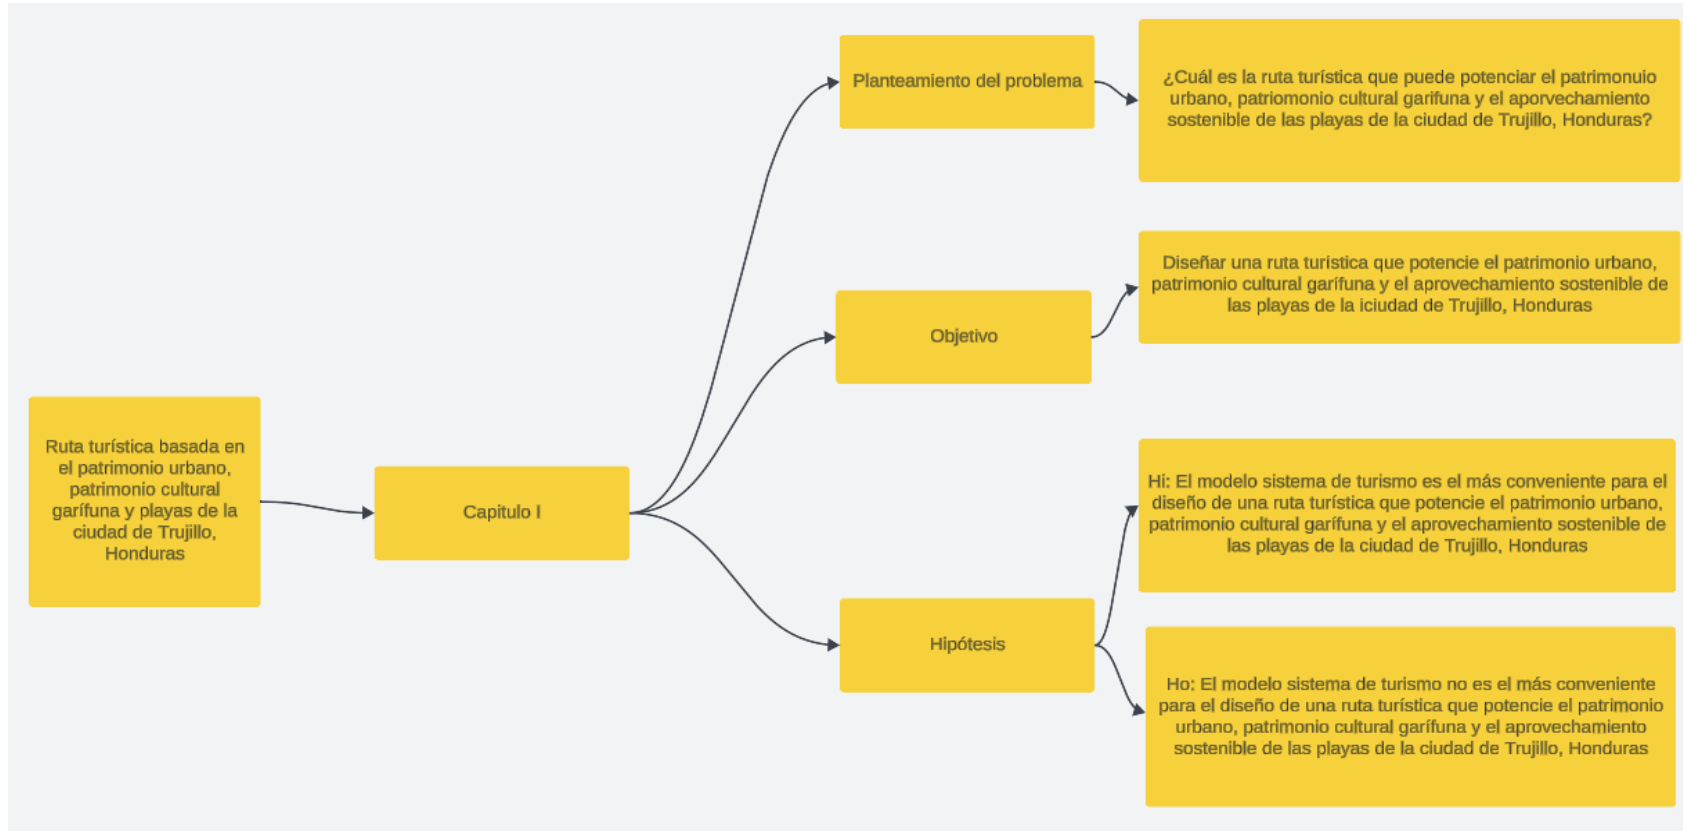 Ruta turística basada en
el patrimonio urbano,
patrimonio cultural
garífuna y playas de la
ciudad de Trujillo,
Honduras
Capitulo I
Planteamiento del problema
¿Cuál es la ruta turística que puede potenciar el patrimonuio
urbano, patriomonio cultural garifuna y el aporvechamiento
sostenible de las playas de la ciudad de Trujillo, Honduras?
Objetivo
Diseñar una ruta turística que potencie el patrimonio urbano,
patrimonio cultural garífuna y el aprovechamiento sostenible de
las playas de la iciudad de Trujillo, Honduras
Hipótesis
Hi: El modelo sistema de turismo es el más conveniente para el
diseño de una ruta turística que potencie el patrimonio urbano,
patrimonio cultural garífuna y el aprovechamiento sostenible de
las playas de la ciudad de Trujillo, Honduras
Ho: El modelo sistema de turismo no es el más conveniente
para el diseño de una ruta turística que potencie el patrimonio
urbano, patrimonio cultural garífuna y el aprovechamiento
sostenible de las playas de la ciudad de Trujillo, Honduras